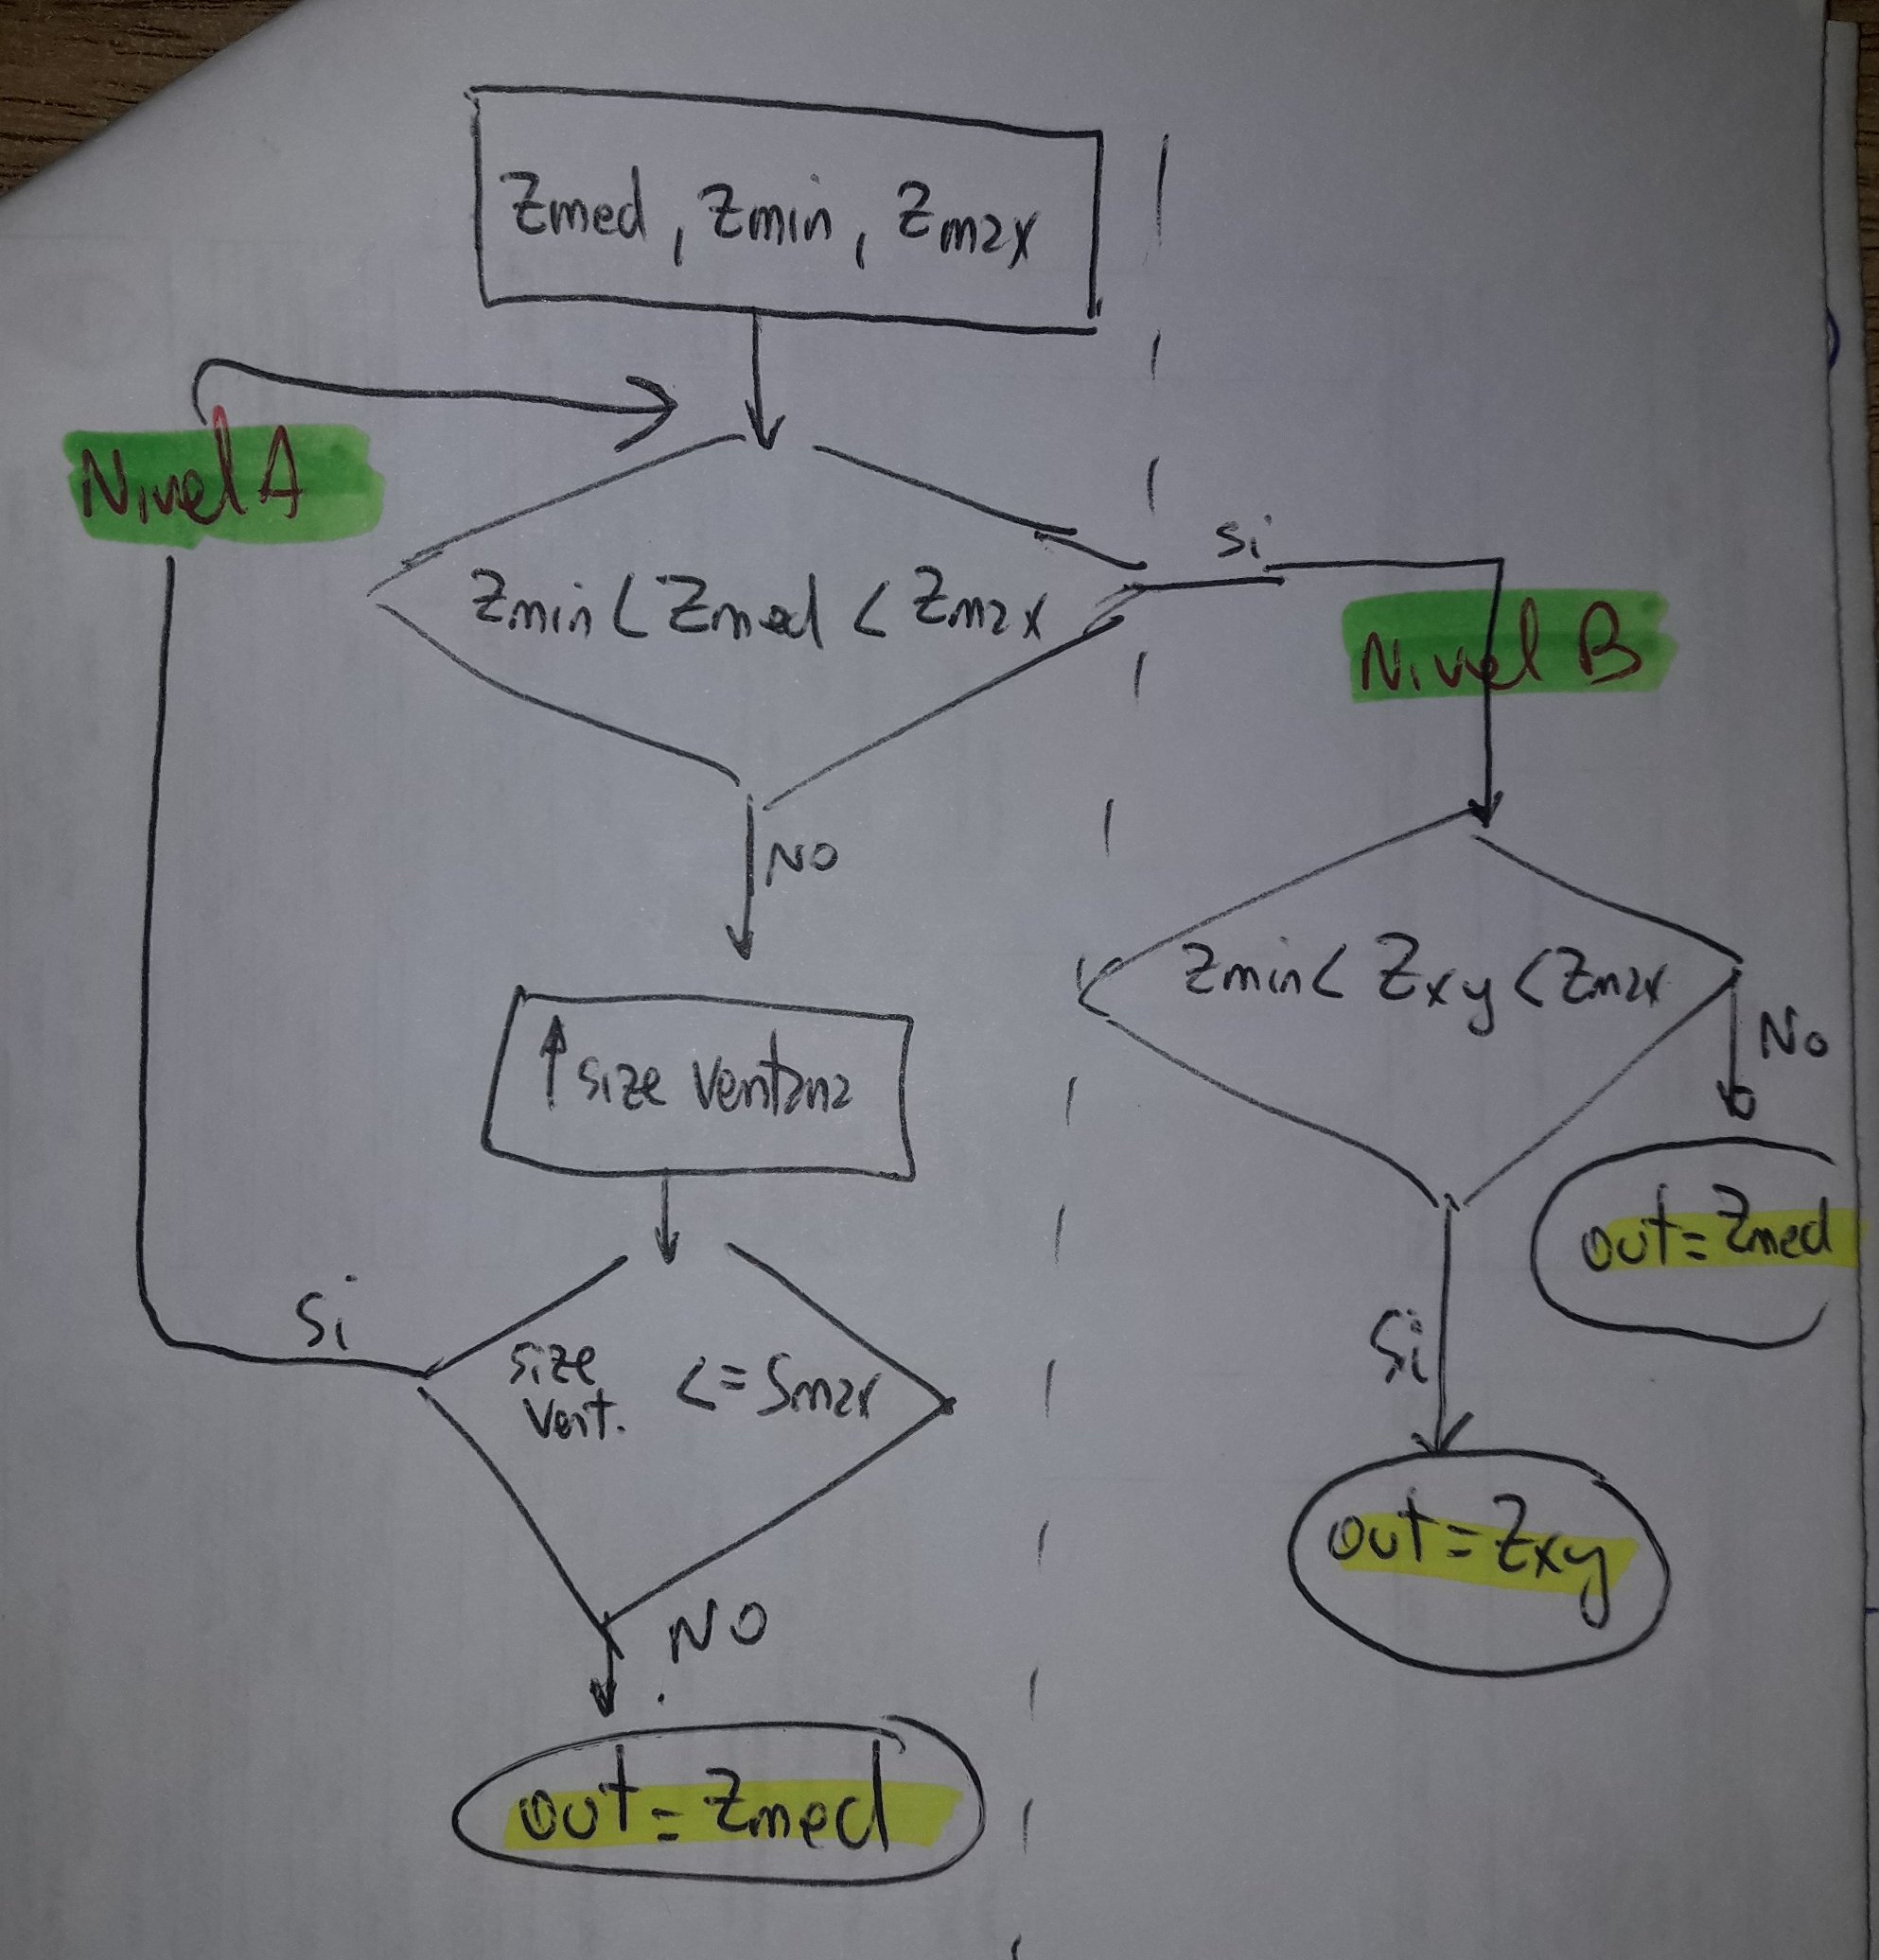 Zmed, Zmin, Zmax
Nivel A
Zmin < Zmed < Zmax
si
Nivel B
NO
Zmin < Zxy < Zmax
No
↑ size ventana
out = Zmed
Si
Si
size
vent. <= Smax
out = Zxy
NO
out = Zmed